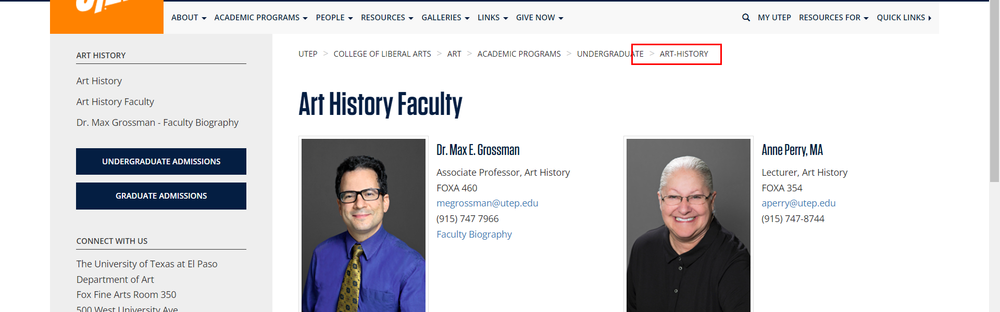 ABOUT ACADEMIC PROGRAMS PEOPLE RESOURCES GALLERIES LINKS GIVE NOW MY UTEP RESOURCES FOR QUICK LINKS
UTEP > COLLEGE OF LIBERAL ARTS > ART > ACADEMIC PROGRAMS > UNDERGRADUATE > ART-HISTORY
ART HISTORY
Art History
Art History Faculty
Dr. Max Grossman - Faculty Biography
UNDERGRADUATE ADMISSIONS
GRADUATE ADMISSIONS
CONNECT WITH US
The University of Texas at El Paso
Department of Art
Fox Fine Arts Room 350
500 West University Ave
Art History Faculty
Dr. Max E. Grossman
Associate Professor, Art History
FOXA 460
megrossman@utep.edu
(915) 747 7966
Faculty Biography
Anne Perry, MA
Lecturer, Art History
FOXA 354
aperry@utep.edu
(915) 747-8744